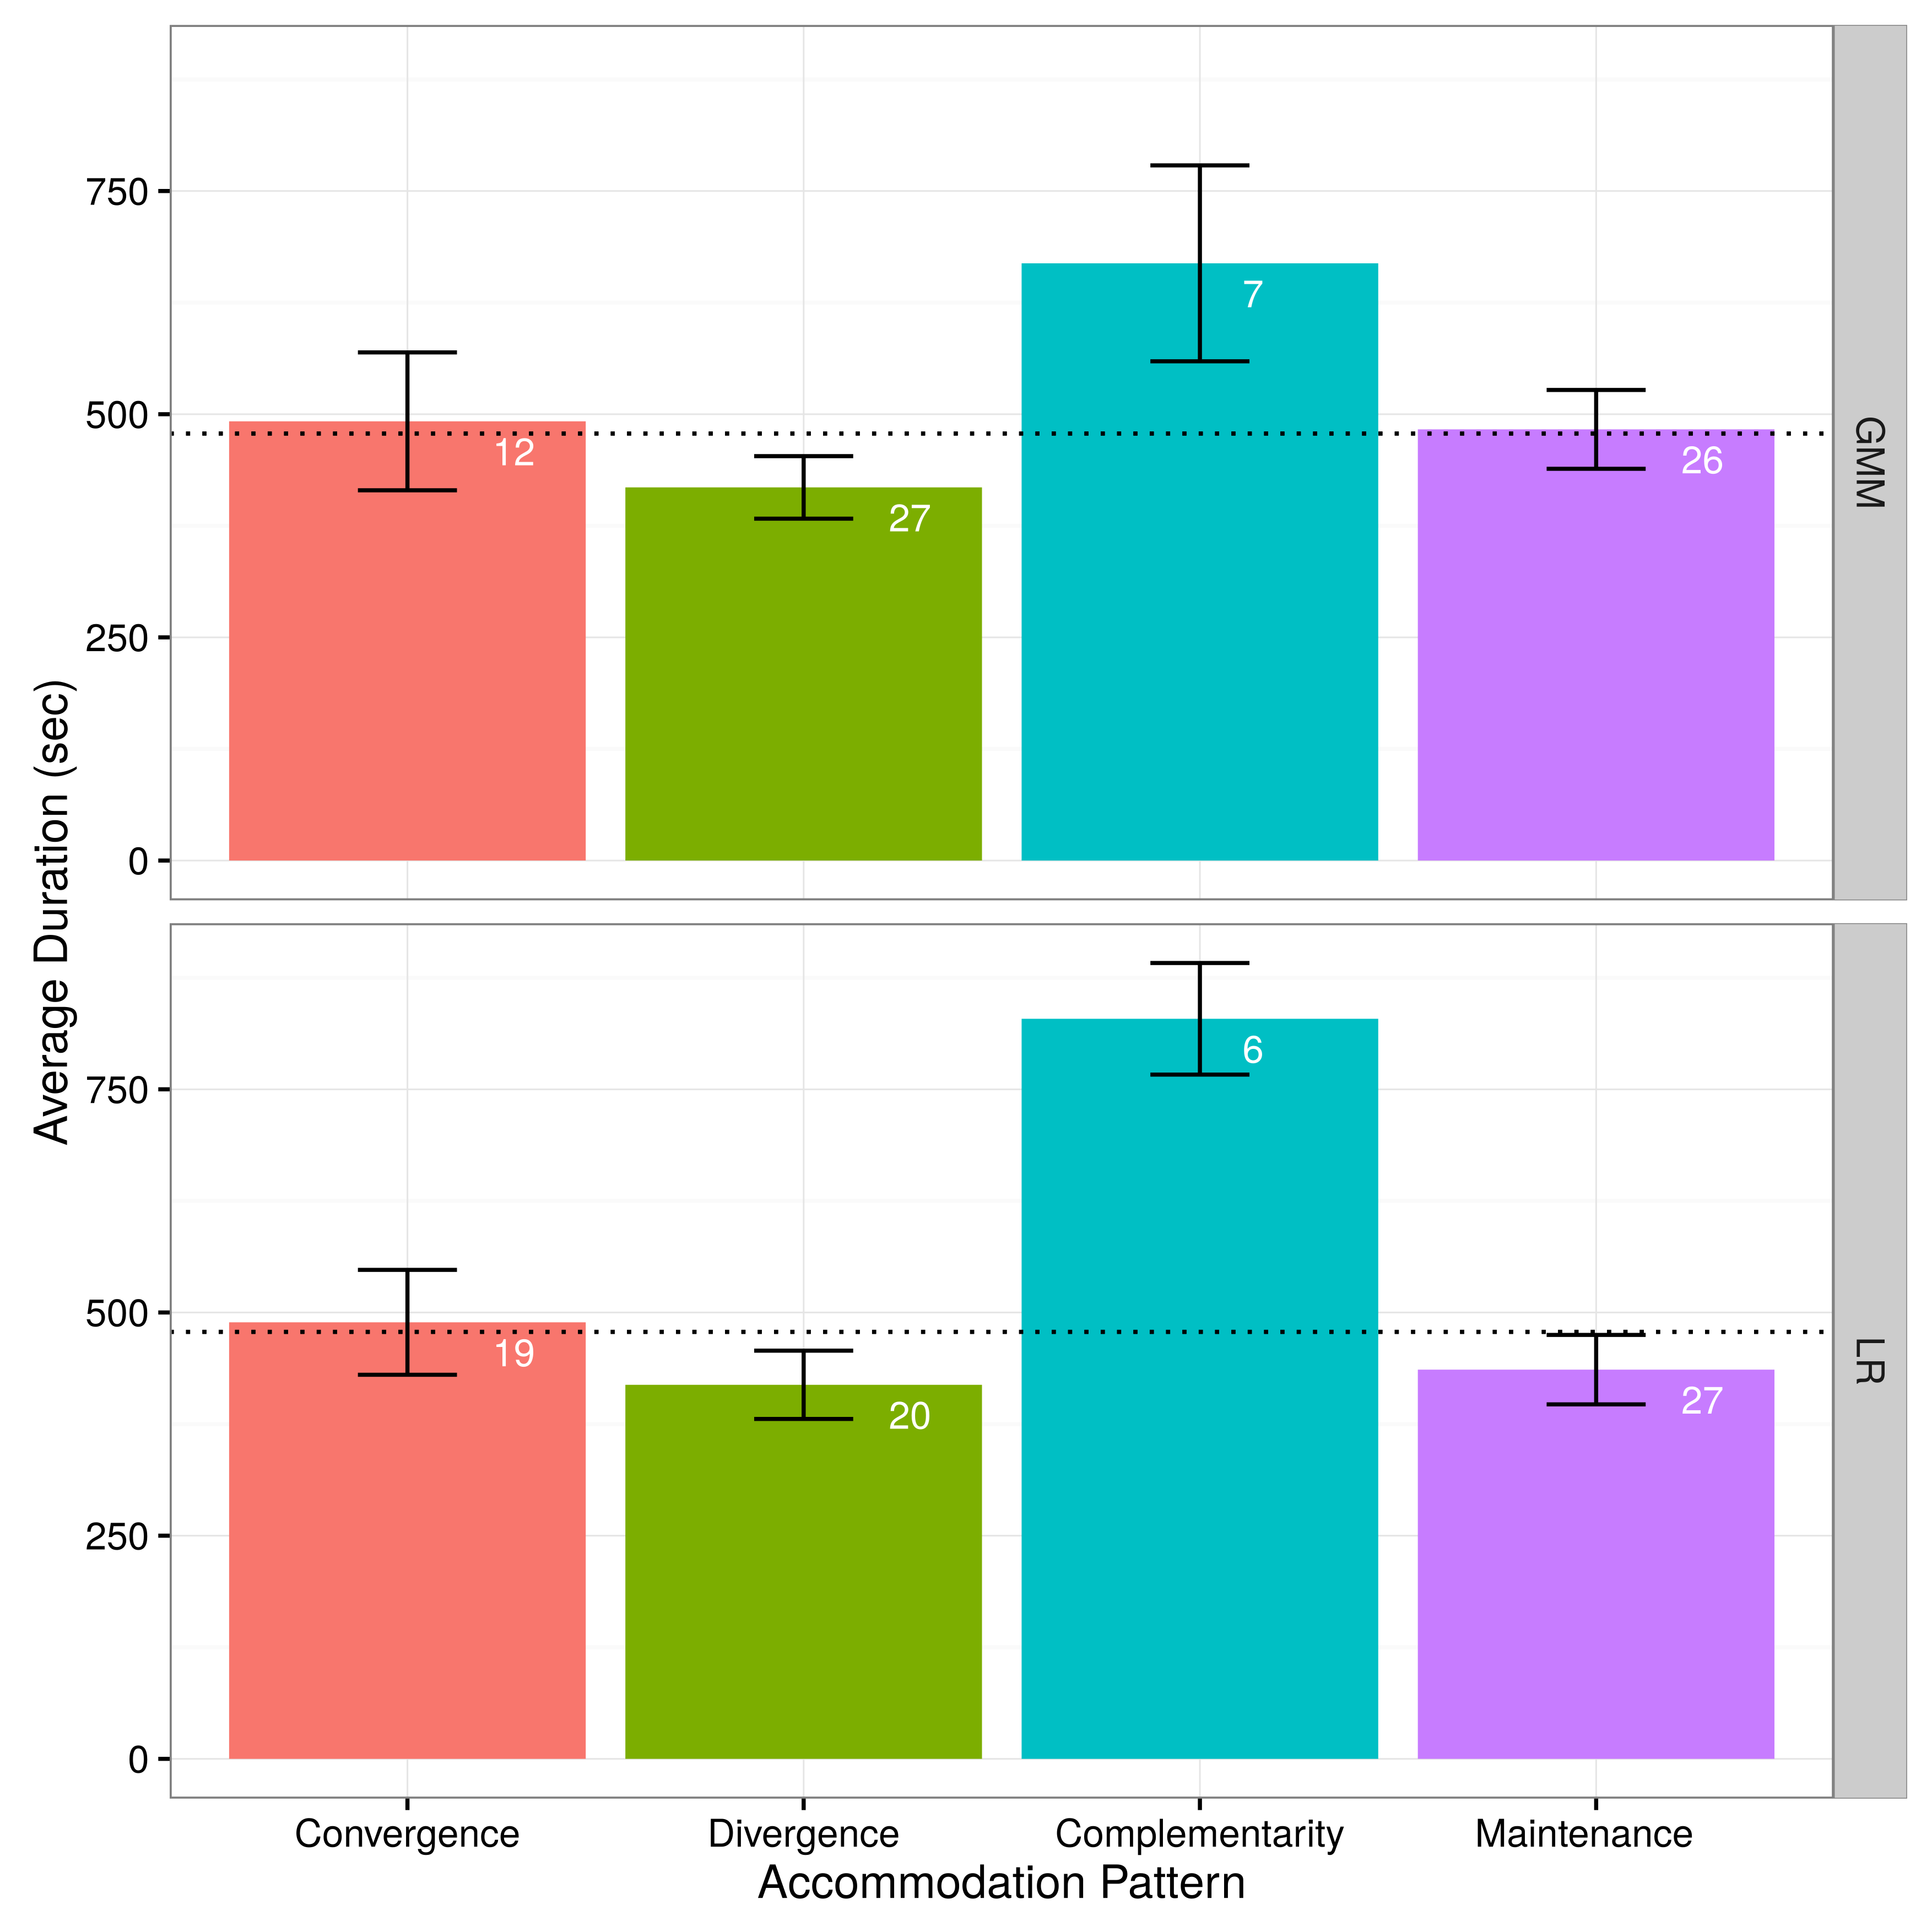 Average Duration (sec)
750
500
250
0
12
27
7
26
GMM
750
500
250
0
19
20
6
27
LR
Convergence
Divergence
Complementarity
Maintenance
Accommodation Pattern